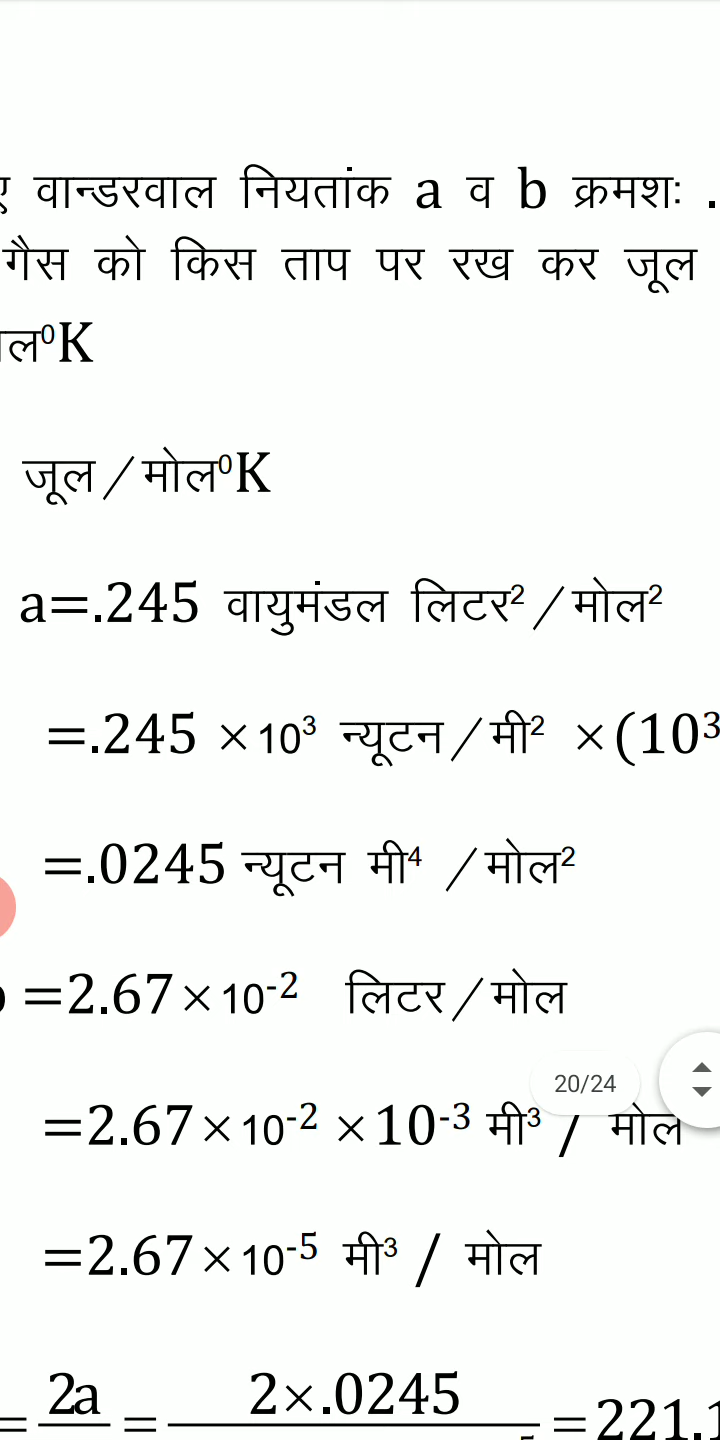 वान्डरवाल नियतांक a व b क्रमशः .
गैस को किस ताप पर रख कर जूल
ल⁰K
जूल/मोल⁰K
a=.245 वायुमंडल लिटर²/मोल²
=.245 ×10³ न्यूटन/मी² ×(10³
=.0245 न्यूटन मी⁴ /मोल²
=2.67×10⁻² लिटर/मोल
20/24
=2.67×10⁻² ×10⁻³ मी³ / मोल
=2.67×10⁻⁵ मी³ / मोल
= 2a = 2×.0245 =221.1